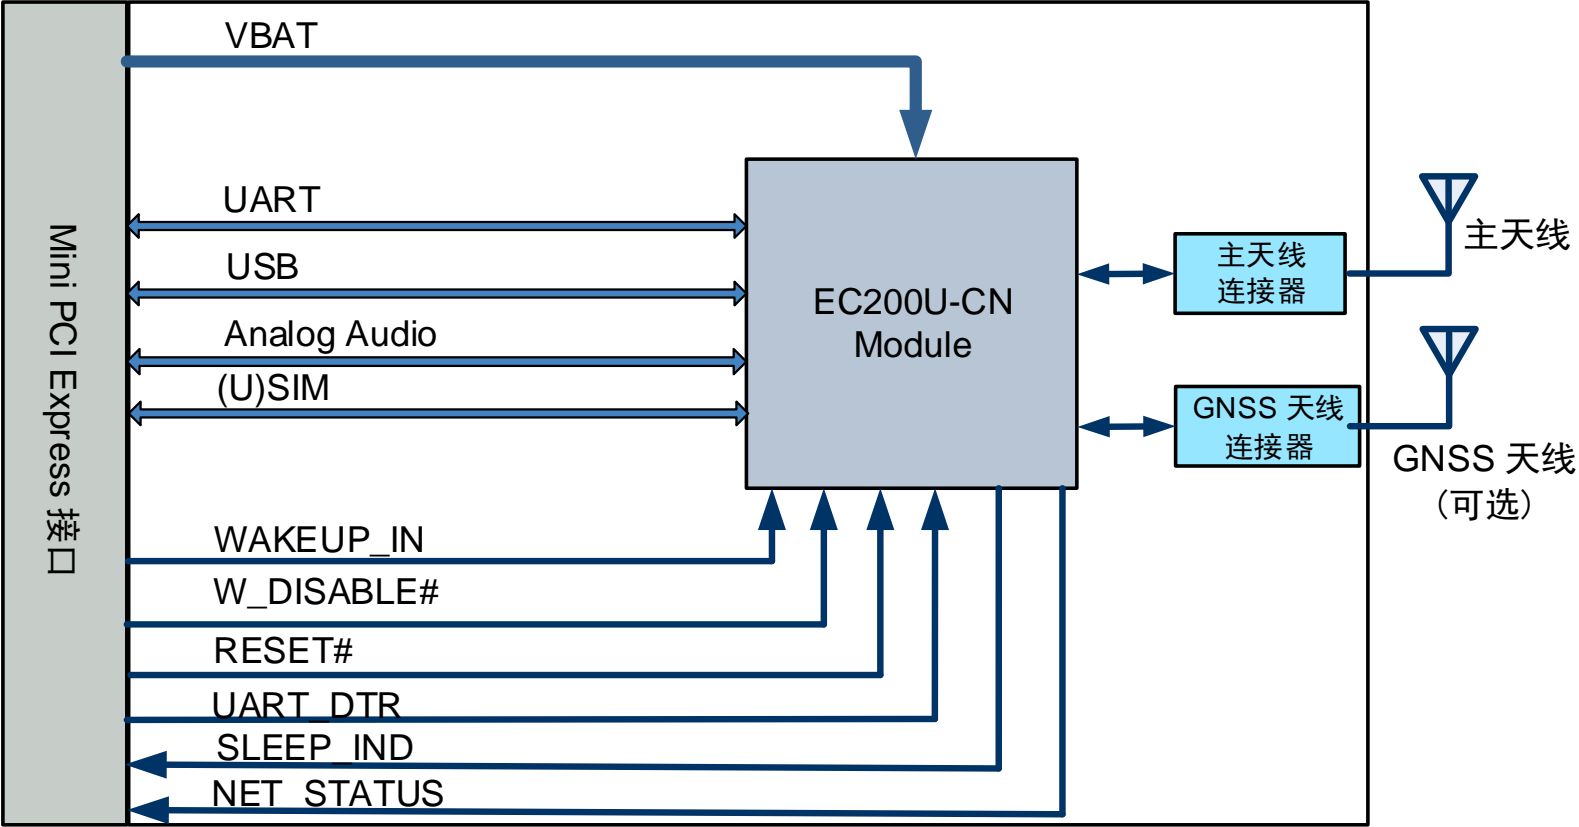 VBAT
UART
USB
Analog Audio
(U)SIM
Mini PCI Express 接口
EC200U-CN
Module
主天线
连接器
主天线
GNSS 天线
连接器
GNSS 天线
(可选)
WAKEUP_IN
W_DISABLE#
RESET#
UART_DTR
SLEEP_IND
NET_STATUS